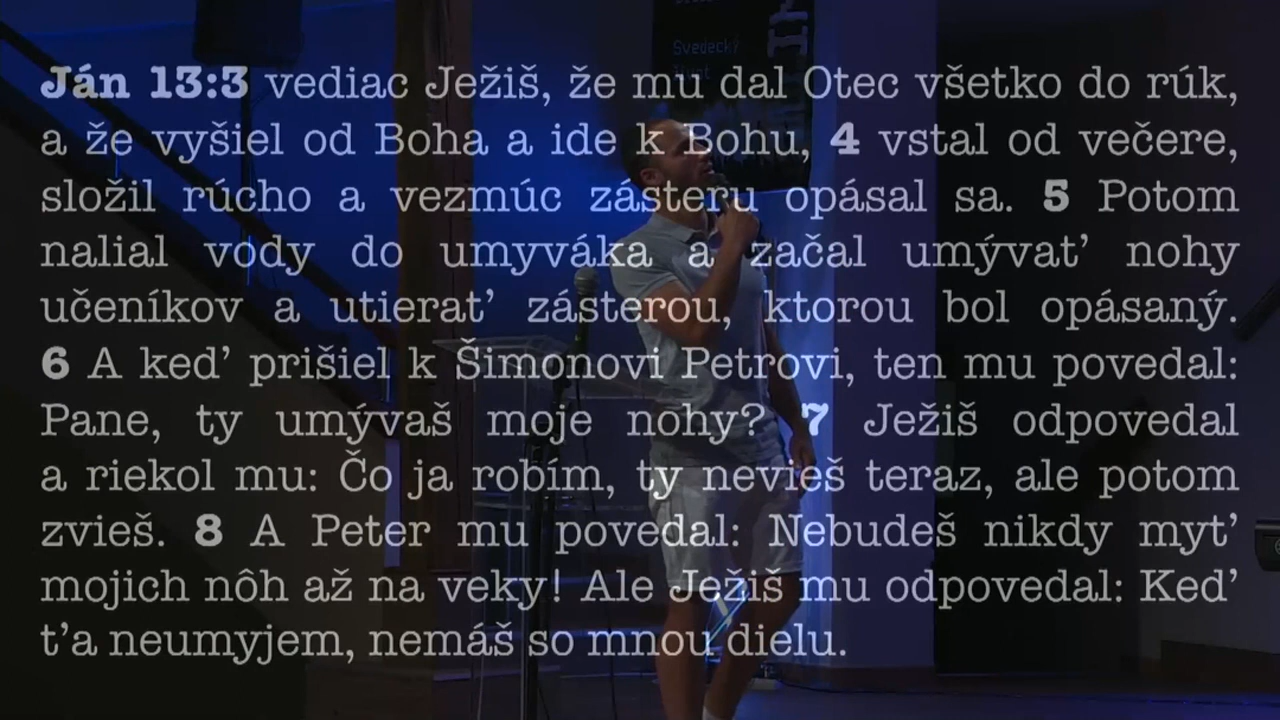 Svedecký
Ján 13:3 vediac Ježiš, že mu dal Otec všetko do rúk,
a že vyšiel od Boha a ide k Bohu, 4 vstal od večere,
složil rúcho a vezmúc zásteru opásal sa. 5 Potom
nalial vody do umyváka a začal umývať nohy
učeníkov a utierať zásterou, ktorou bol opásaný.
6 A keď prišiel k Šimonovi Petrovi, ten mu povedal:
Pane, ty umývaš moje nohy? 7 Ježiš odpovedal
a riekol mu: Čo ja robím, ty nevieš teraz, ale potom
zvieš. 8 A Peter mu povedal: Nebudeš nikdy myť
mojich nôh až na veky! Ale Ježiš mu odpovedal: Keď
ťa neumyjem, nemáš so mnou dielu.